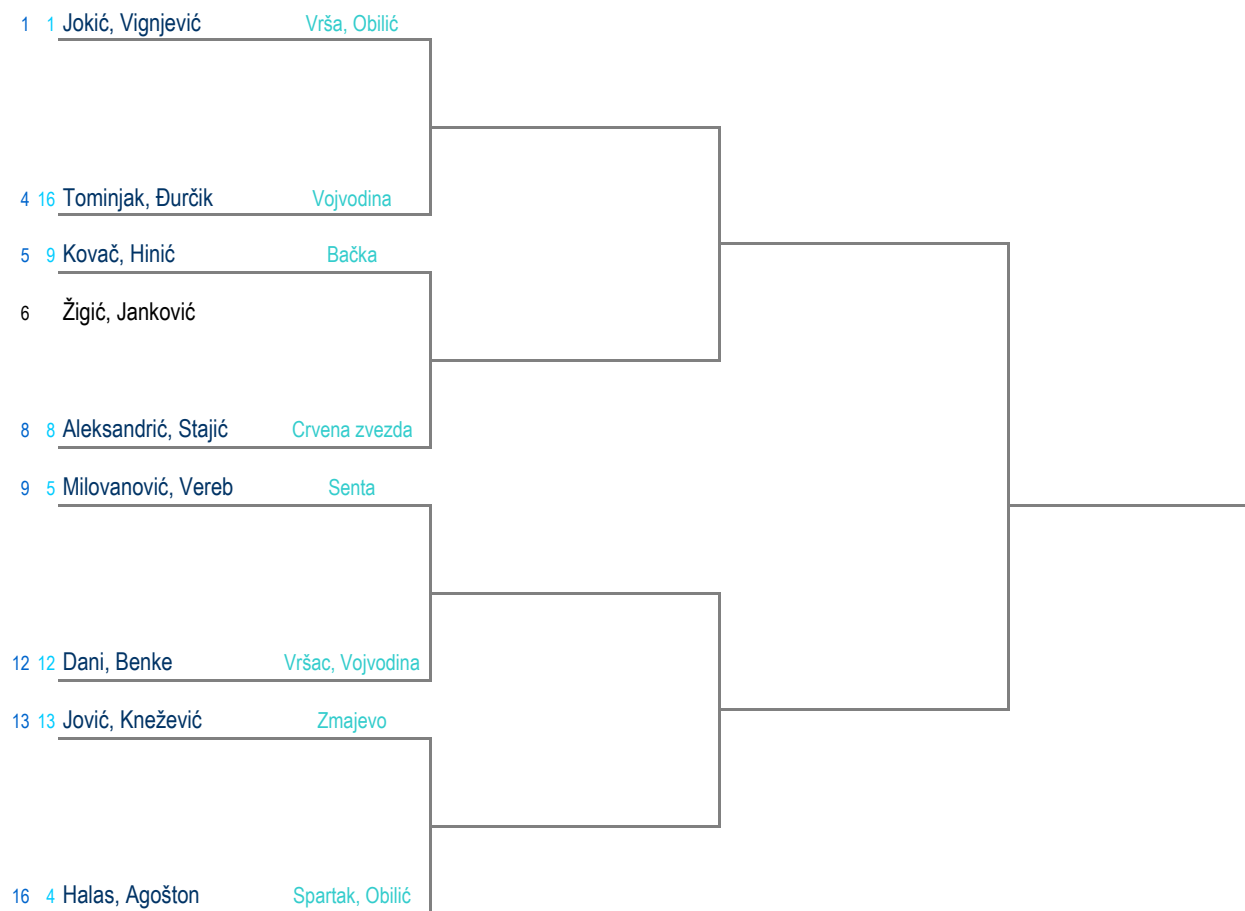 1 1 Jokić, Vignjević Vrša, Obilić
4 16 Tominjak, Đurčik Vojvodina
5 9 Kovač, Hinić Bačka
6 Žigić, Janković
8 8 Aleksandrić, Stajić Crvena zvezda
9 5 Milovanović, Vereb Senta
12 12 Dani, Benke Vršac, Vojvodina
13 13 Jović, Knežević Zmajevo
16 4 Halas, Agošton Spartak, Obilić